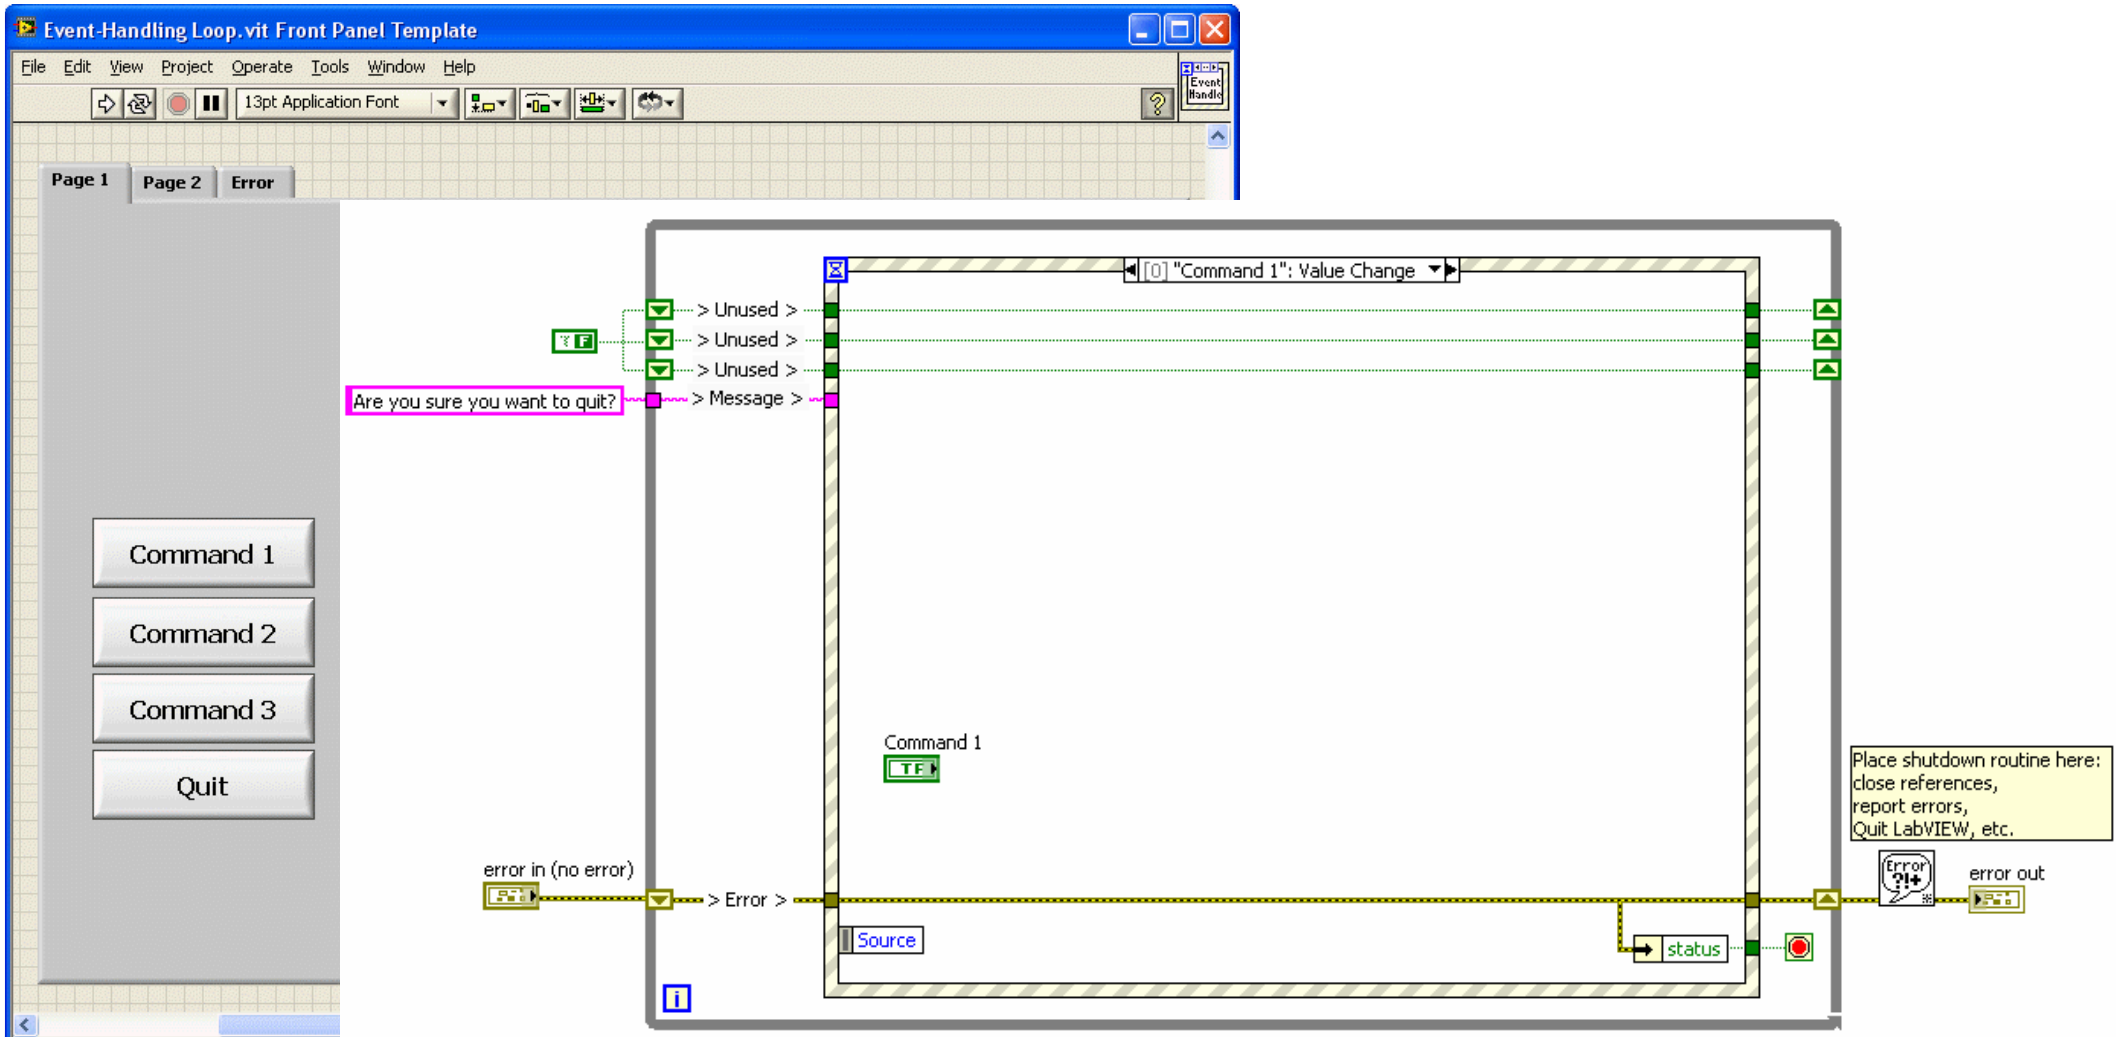 Event-Handling Loop.vit Front Panel Template
File Edit View Project Operate Tools Window Help
Event
Handle
13pt Application Font
?
Page 1
Page 2
Error
Command 1
Command 2
Command 3
Quit
[0] "Command 1": Value Change
> Unused >
F
> Unused >
> Unused >
Are you sure you want to quit?
> Message >
Command 1
TF
Place shutdown routine here:
close references,
report errors,
Quit LabVIEW, etc.
error in (no error)
> Error >
Error
?!+
error out
Source
status
i